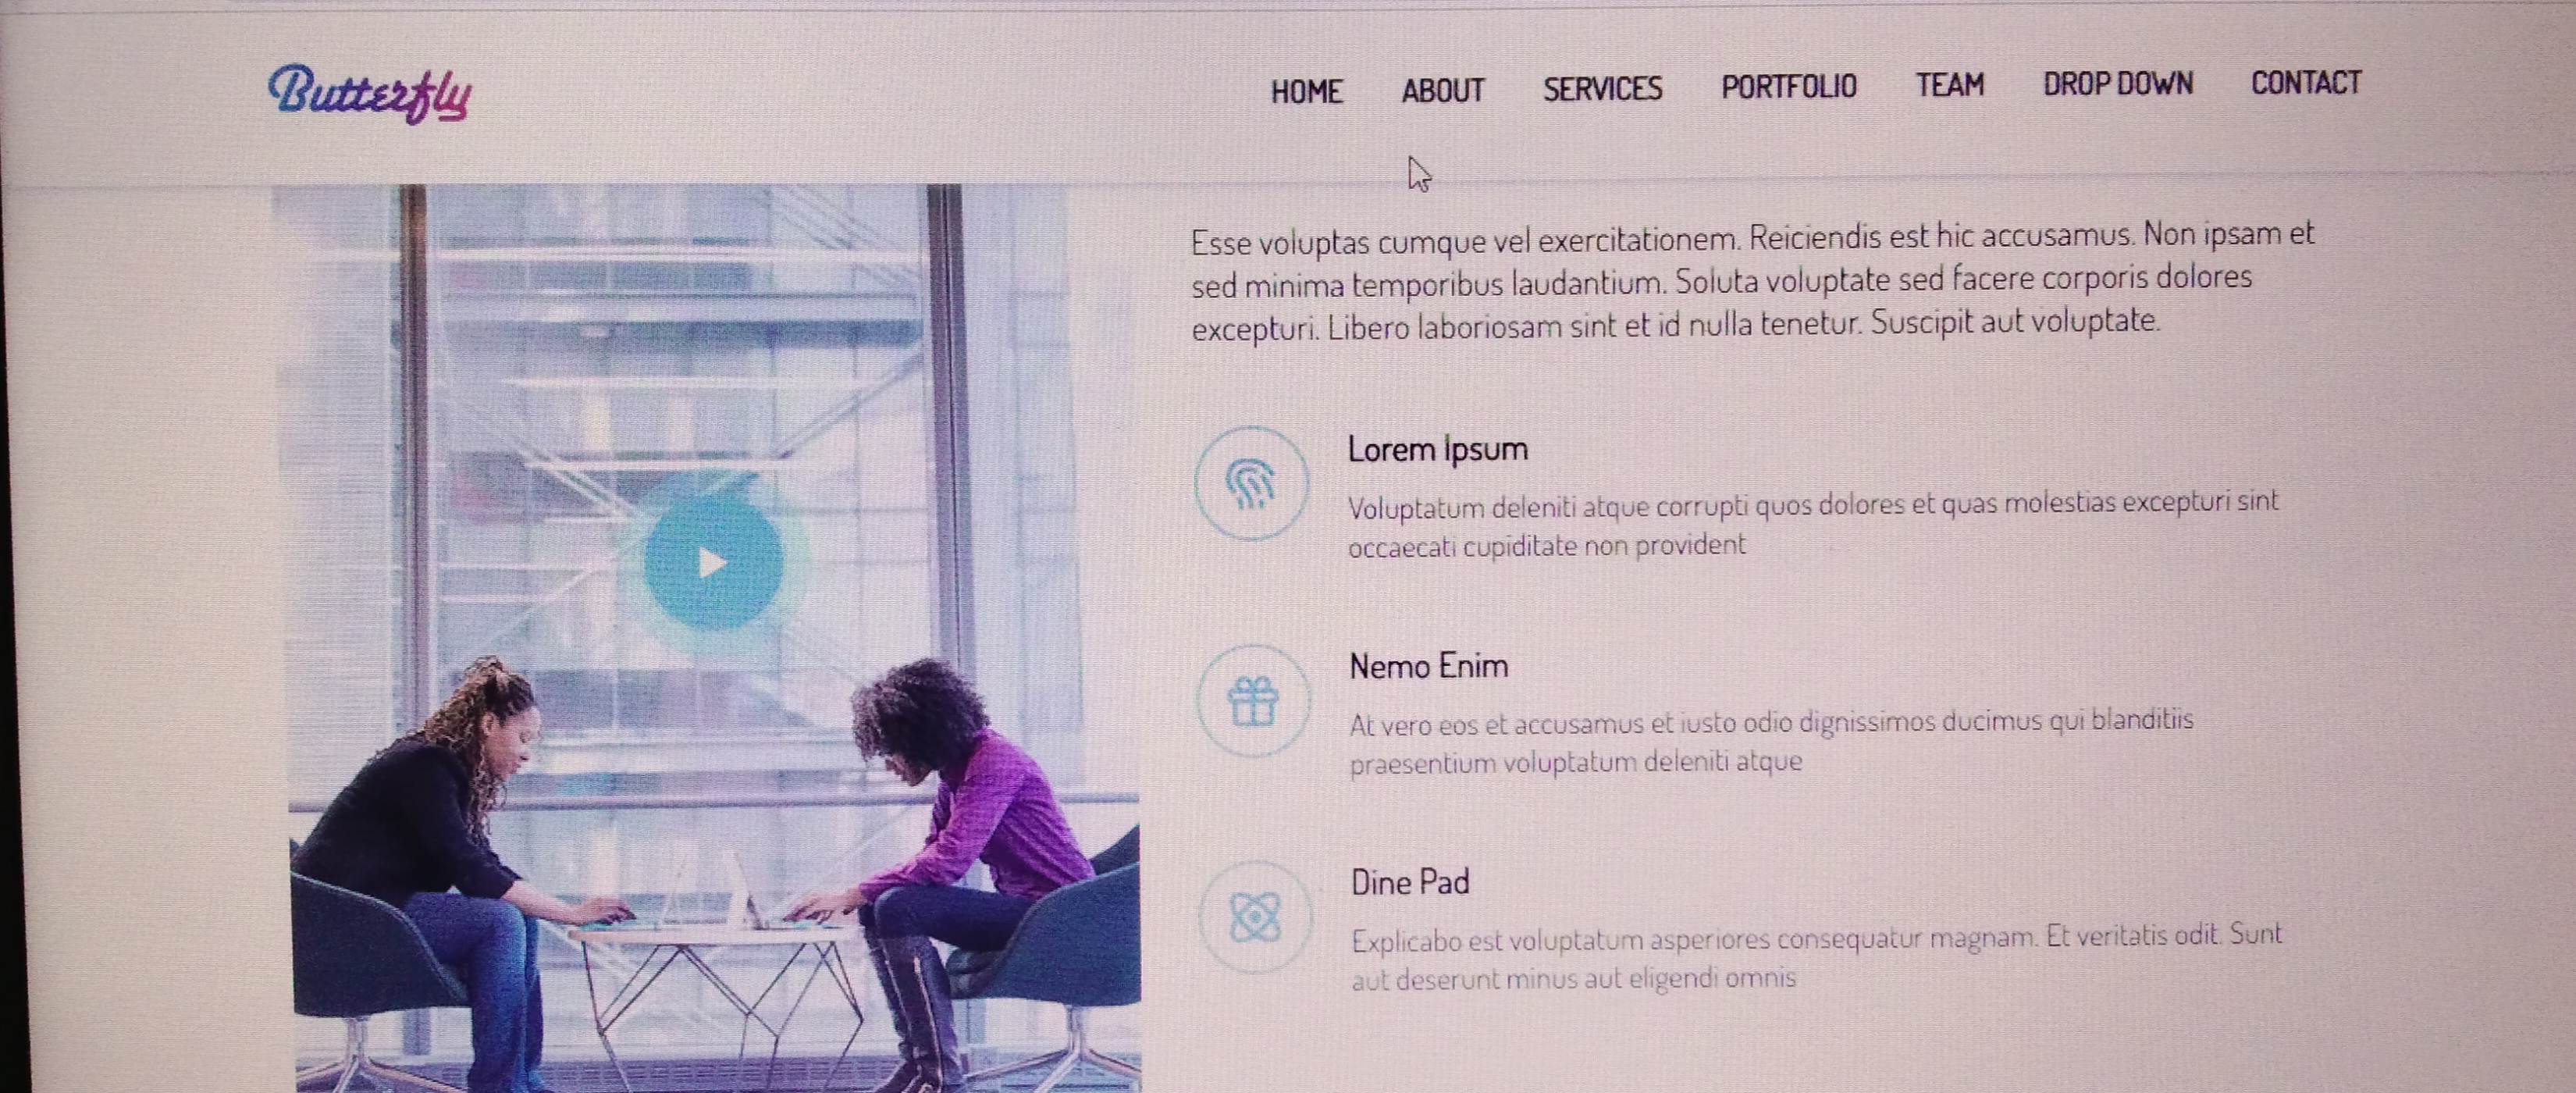 Butterfly
HOME ABOUT SERVICES PORTFOLIO TEAM DROP DOWN CONTACT
Esse voluptas cumque vel exercitationem. Reiciendis est hic accusamus. Non ipsam et
sed minima temporibus laudantium. Soluta voluptate sed facere corporis dolores
excepturi. Libero laboriosam sint et id nulla tenetur. Suscipit aut voluptate.
Lorem Ipsum
Voluptatum deleniti atque corrupti quos dolores et quas molestias excepturi sint
occaecati cupiditate non provident
Nemo Enim
At vero eos et accusamus et iusto odio dignissimos ducimus qui blanditiis
praesentium voluptatum deleniti atque
Dine Pad
Explicabo est voluptatum asperiores consequatur magnam. Et veritatis odit. Sunt
aut deserunt minus aut eligendi omnis